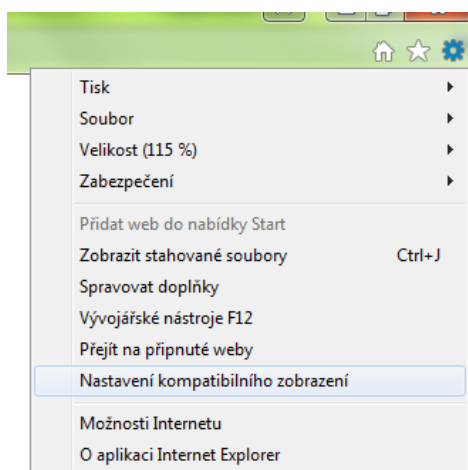 Tisk
Soubor
Velikost (115 %)
Zabezpečení
Přidat web do nabídky Start
Zobrazit stahované soubory Ctrl+J
Spravovat doplňky
Vývojářské nástroje F12
Přejít na připnuté weby
Nastavení kompatibilního zobrazení
Možnosti Internetu
O aplikaci Internet Explorer